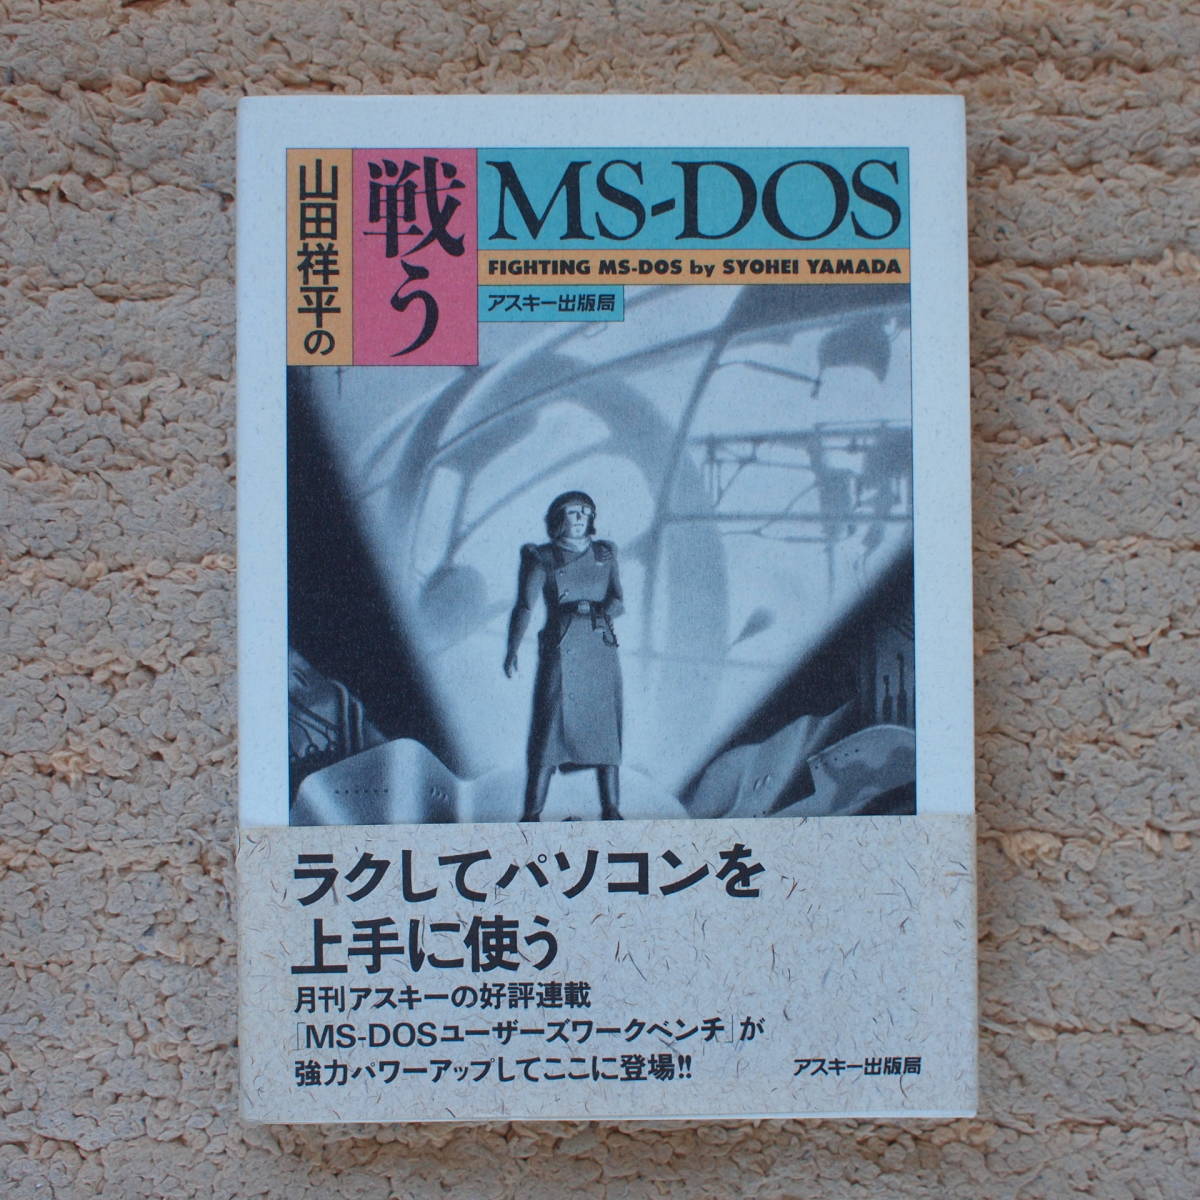 山田祥平の
戦う
MS-DOS
FIGHTING MS-DOS by SYOHEI YAMADA
アスキー出版局
ラクしてパソコンを
上手に使う
月刊アスキーの好評連載
「MS-DOSユーザーズワークベンチ」が
強力パワーアップしてここに登場!!
アスキー出版局